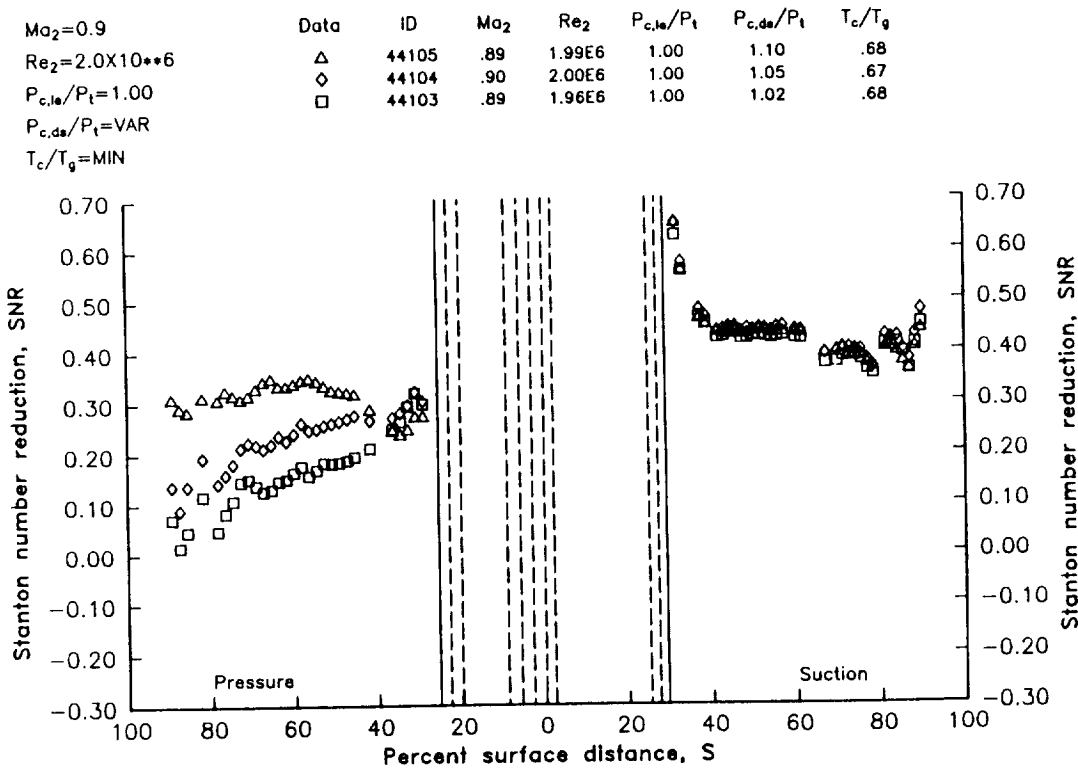 Ma2=0.9
Re2=2.0X10**6
Pc,le/Pt=1.00
Pc,ds/Pt=VAR
Tc/Tg=MIN
Data ID Ma2 Re2 Pc,le/Pt Pc,ds/Pt Tc/Tg
△ 44105 .89 1.99E6 1.00 1.10 .68
◇ 44104 .90 2.00E6 1.00 1.05 .67
□ 44103 .89 1.96E6 1.00 1.02 .68
Stanton number reduction, SNR
0.70
0.60
0.50
0.40
0.30
0.20
0.10
0.00
−0.10
−0.20
−0.30
Pressure
Suction
0.70
0.60
0.50
0.40
0.30
0.20
0.10
0.00
−0.10
−0.20
−0.30
Stanton number reduction, SNR
100 80 60 40 20 0 20 40 60 80 100
Percent surface distance, S